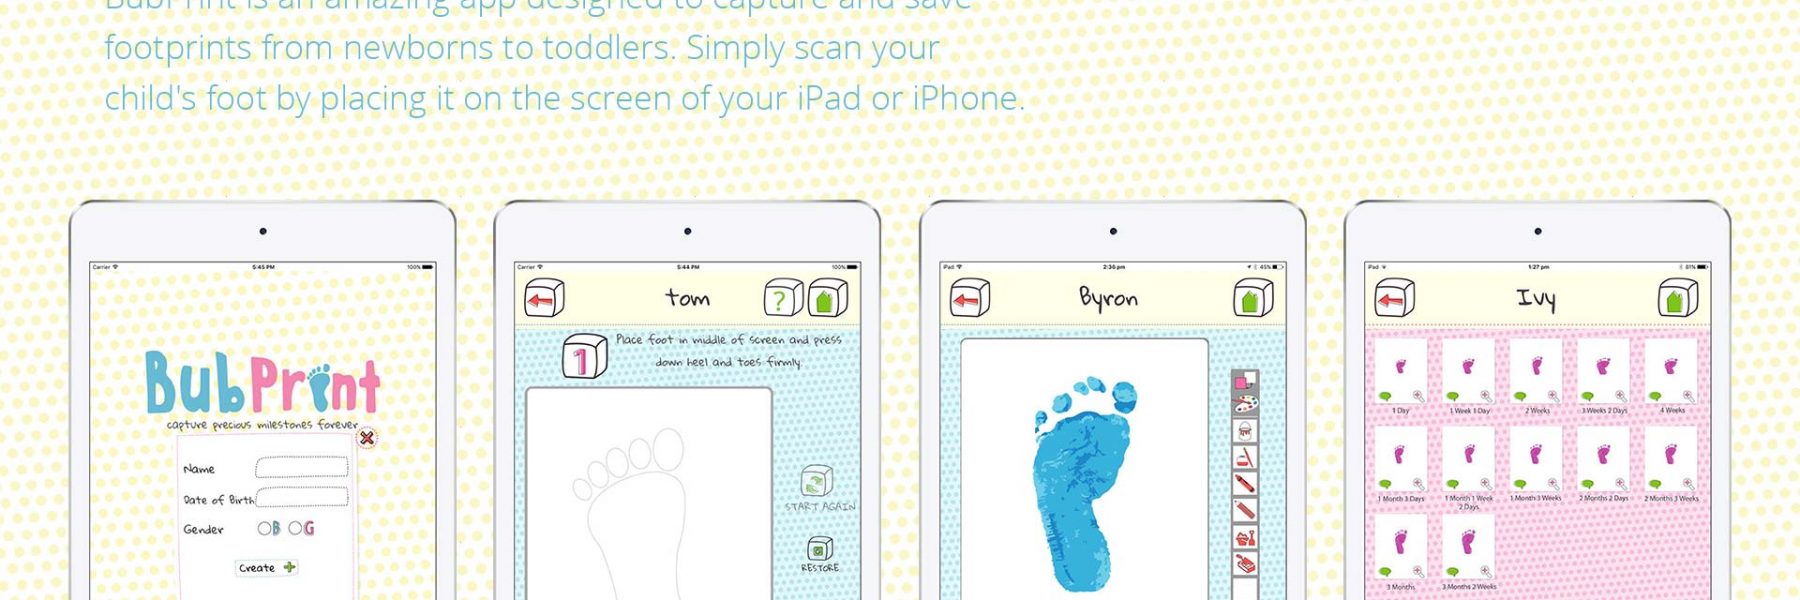 BubPrint is an amazing app designed to capture and save
footprints from newborns to toddlers. Simply scan your
child's foot by placing it on the screen of your iPad or iPhone.
Carrier 5:45 PM 100%
BubPrint
capture precious milestones forever
Name
Date of Birth
Gender B G
Create
Carrier 5:44 PM 100%
tom
?
1
Place foot in middle of screen and press
down heel and toes firmly.
START AGAIN
RESTORE
iPad 2:36 pm 45%
Byron
iPad 1:27 pm 81%
Ivy
1 Day 1 Week 1 Day 2 Weeks 3 Weeks 2 Days 4 Weeks
1 Month 3 Days 1 Month 1 Week 1 Month 3 Weeks 2 Months 2 Days 2 Months 3 Weeks
2 Days
3 Months 3 Months 2 Weeks